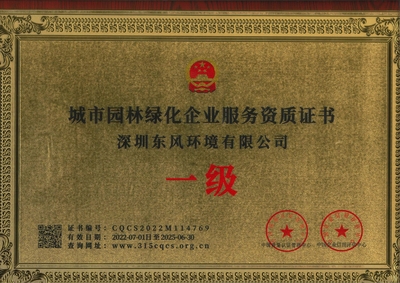 城市园林绿化企业服务资质证书
深圳东风环境有限公司
一级
证书编号：CQCS2022M114769
有效日期：2022-07-01日至2025-06-30
查询网址：www.315cqcs.org.cn